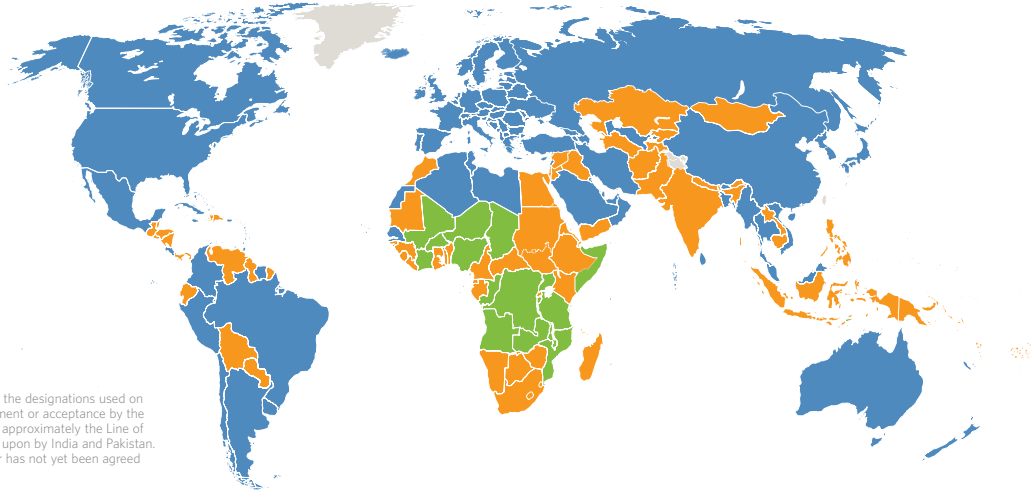 the designations used on
ment or acceptance by the
approximately the Line of
upon by India and Pakistan.
r has not yet been agreed